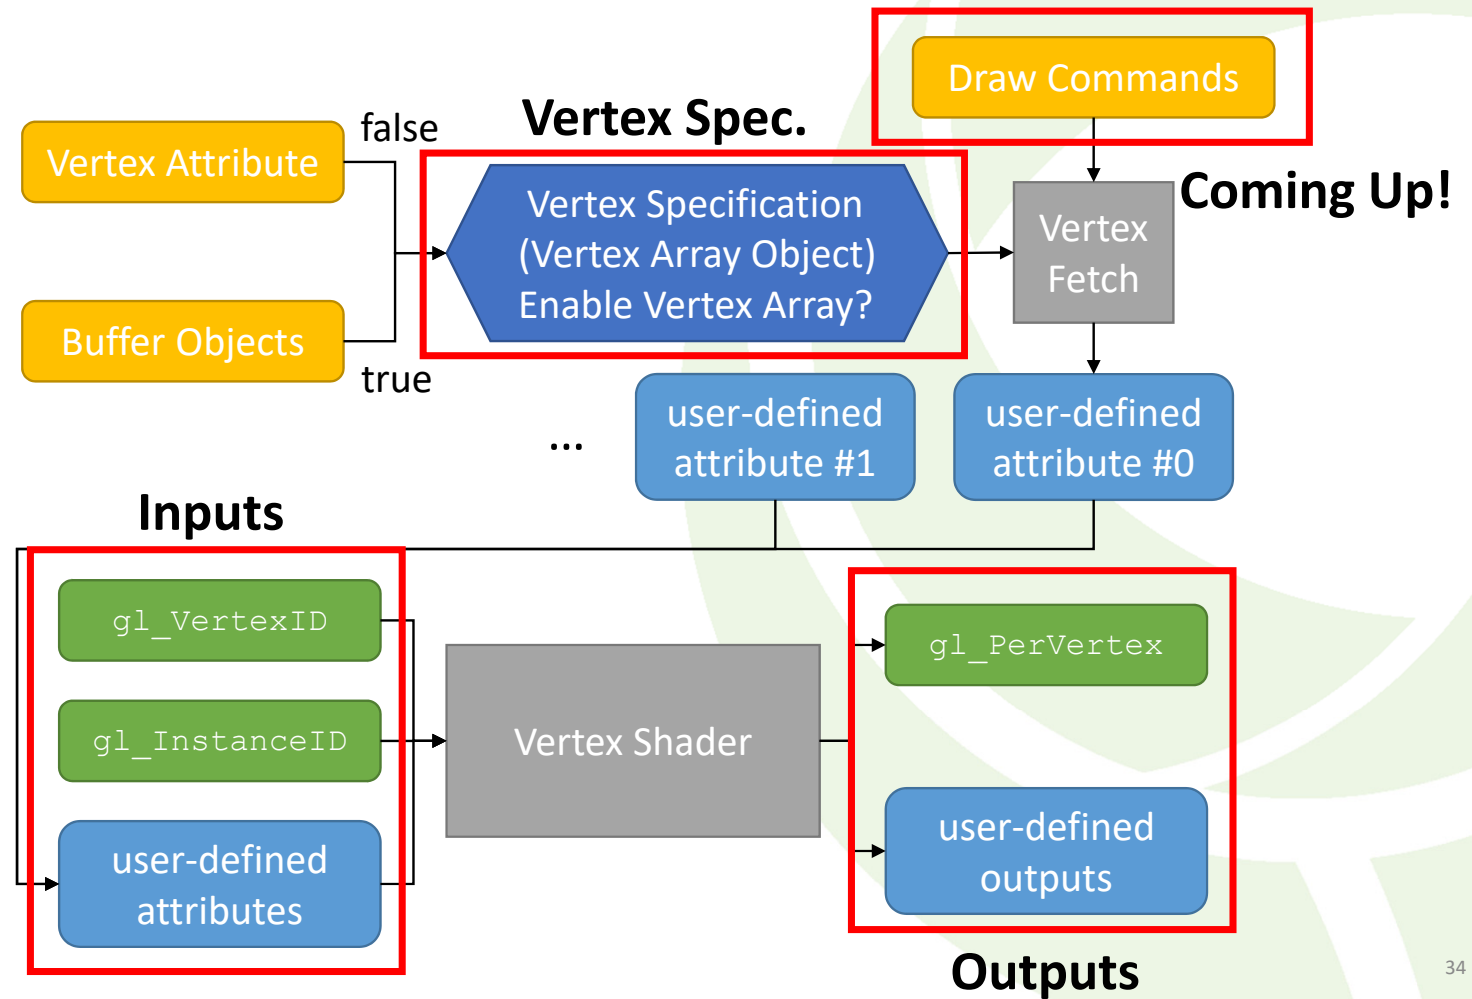 Draw Commands
Vertex Spec.
false
Vertex Attribute
Coming Up!
Vertex Specification
(Vertex Array Object)
Enable Vertex Array?
Vertex
Fetch
Buffer Objects
true
...
user-defined
attribute #1
user-defined
attribute #0
Inputs
gl_VertexID
gl_InstanceID
user-defined
attributes
Vertex Shader
gl_PerVertex
user-defined
outputs
Outputs
34